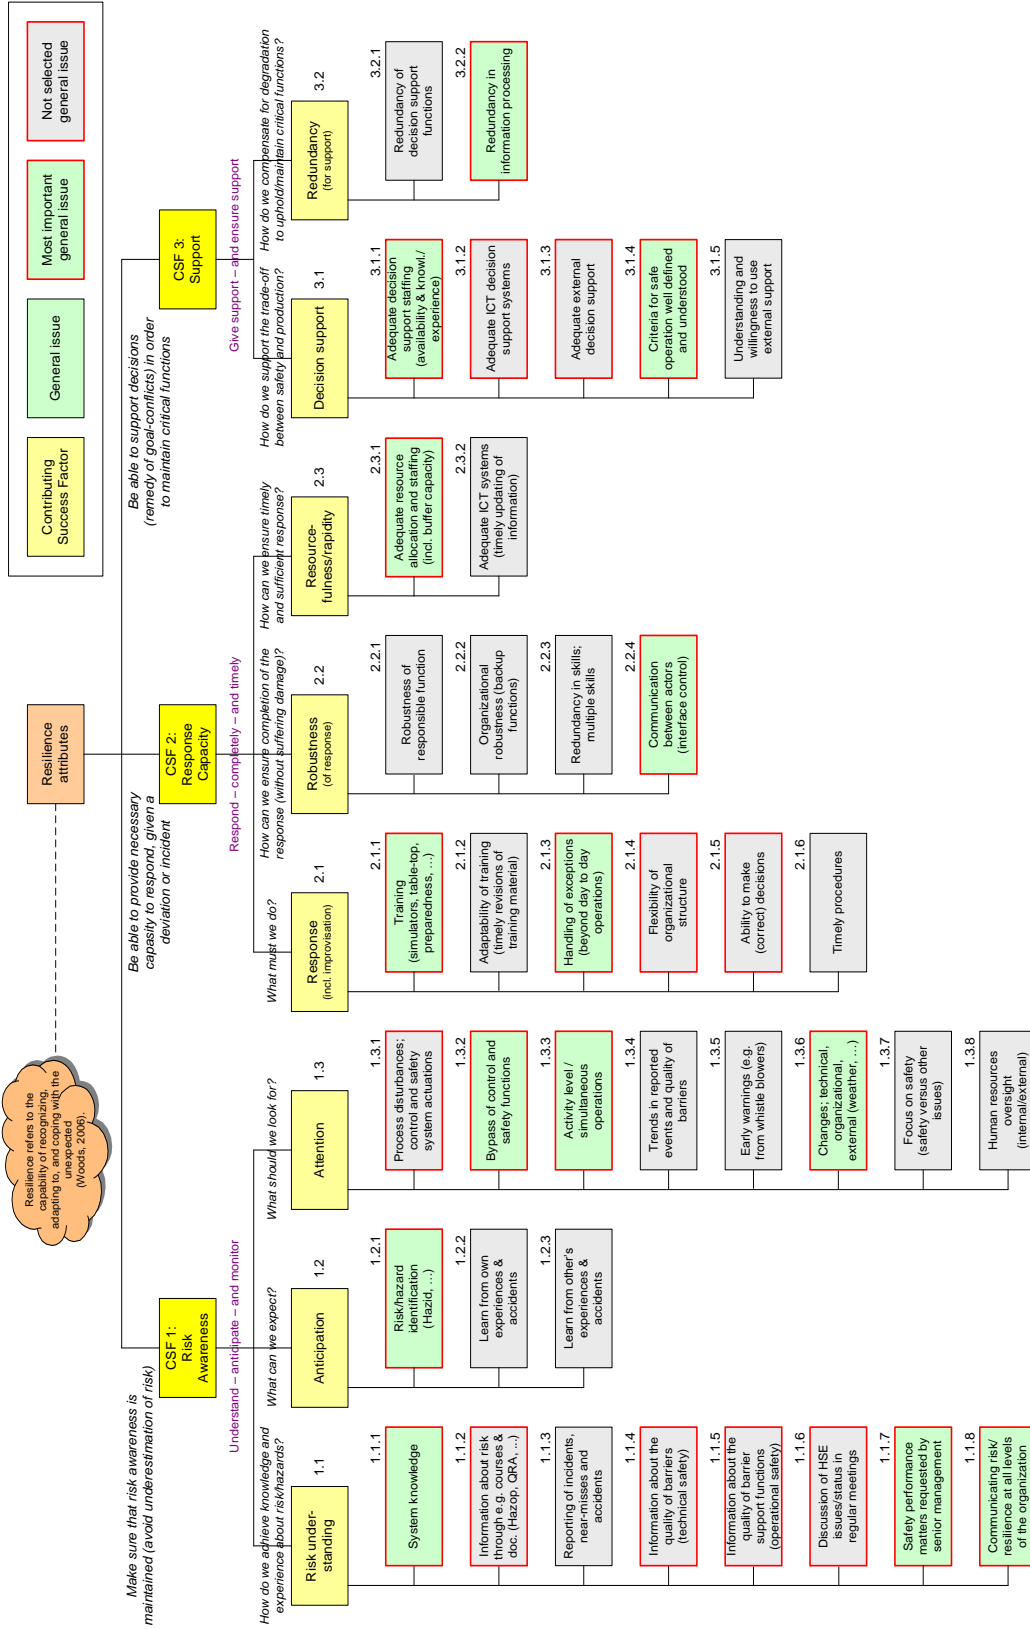 Resilience refers to the
capability of recognizing,
adapting to, and coping with the
unexpected
(Woods, 2006).
Resilience
attributes
Contributing
Success Factor
General issue
Most important
general issue
Not selected
general issue
Make sure that risk awareness is
maintained (avoid underestimation of risk)
CSF 1:
Risk
Awareness
Understand – anticipate – and monitor
Be able to provide necessary
capasity to respond, given a
deviation or incident
CSF 2:
Response
Capacity
Respond – completely – and timely
Be able to support decisions
(remedy of goal-conflicts) in order
to maintain critical functions
CSF 3:
Support
Give support – and ensure support
How do we achieve knowledge and
experience about risk/hazards?
1.1
Risk under-
standing
1.1.1
System knowledge
1.1.2
Information about risk
through e.g. courses &
doc. (Hazop, QRA, ...)
1.1.3
Reporting of incidents,
near-misses and
accidents
1.1.4
Information about the
quality of barriers
(technical safety)
1.1.5
Information about the
quality of barrier
support functions
(operational safety)
1.1.6
Discussion of HSE
issues/status in
regular meetings
1.1.7
Safety performance
matters requested by
senior management
1.1.8
Communicating risk/
resilience at all levels
of the organization
What can we expect?
1.2
Anticipation
1.2.1
Risk/hazard
identification
(Hazid, ...)
1.2.2
Learn from own
experiences &
accidents
1.2.3
Learn from other's
experiences &
accidents
What should we look for?
1.3
Attention
1.3.1
Process disturbances;
control and safety
system actuations
1.3.2
Bypass of control and
safety functions
1.3.3
Activity level /
simultaneous
operations
1.3.4
Trends in reported
events and quality of
barriers
1.3.5
Early warnings (e.g.
from whistle blowers)
1.3.6
Changes; technical,
organizational,
external (weather, ...)
1.3.7
Focus on safety
(safety versus other
issues)
1.3.8
Human resources
oversight
(internal/external)
What must we do?
2.1
Response
(incl. improvisation)
2.1.1
Training
(simulators, table-top,
preparedness, ...)
2.1.2
Adaptability of training
(timely revisions of
training material)
2.1.3
Handling of exceptions
(beyond day to day
operations)
2.1.4
Flexibility of
organizational
structure
2.1.5
Ability to make
(correct) decisions
2.1.6
Timely procedures
How can we ensure completion of the
response (without suffering damage)?
2.2
Robustness
(of response)
2.2.1
Robustness of
responsible function
2.2.2
Organizational
robustness (backup
functions)
2.2.3
Redundancy in skills;
multiple skills
2.2.4
Communication
between actors
(interface control)
How can we ensure timely
and sufficient response?
2.3
Resource-
fulness/rapidity
2.3.1
Adequate resource
allocation and staffing
(incl. buffer capacity)
2.3.2
Adequate ICT systems
(timely updating of
information)
How do we support the trade-off
between safety and production?
3.1
Decision support
3.1.1
Adequate decision
support staffing
(availability & knowl./
experience)
3.1.2
Adequate ICT decision
support systems
3.1.3
Adequate external
decision support
3.1.4
Criteria for safe
operation well defined
and understood
3.1.5
Understanding and
willingness to use
external support
How do we compensate for degradation
to uphold/maintain critical functions?
3.2
Redundancy
(for support)
3.2.1
Redundancy of
decision support
functions
3.2.2
Redundancy in
information processing